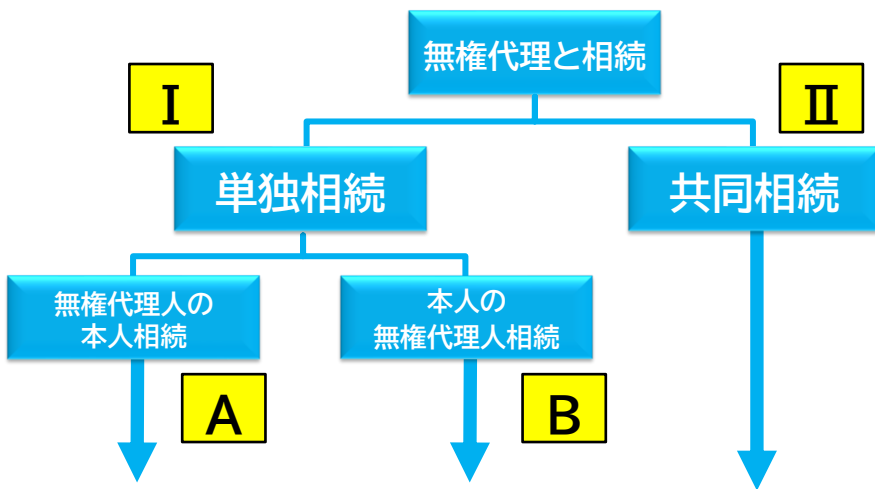 無権代理と相続
Ⅰ
Ⅱ
単独相続
共同相続
無権代理人の
本人相続
本人の
無権代理人相続
A
B